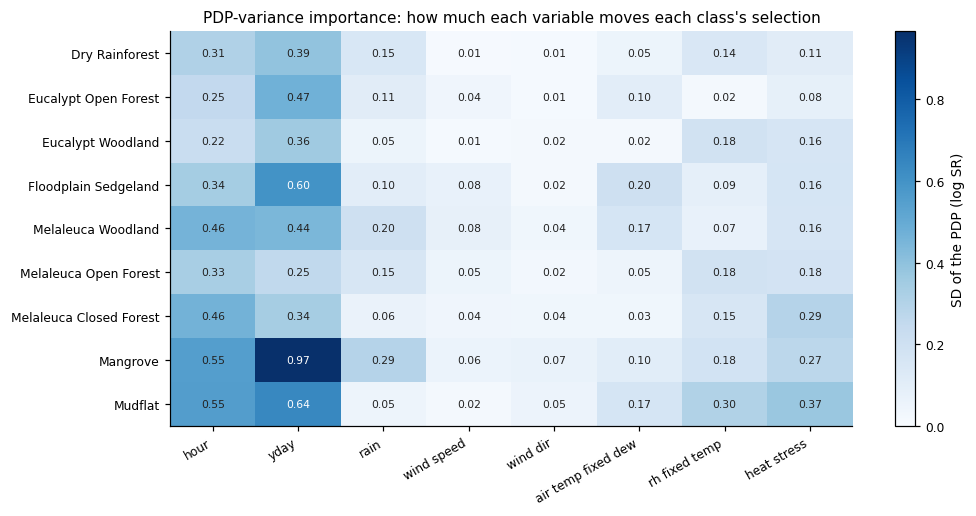 PDP-variance importance: how much each variable moves each class's selection
Dry Rainforest 0.31 0.39 0.15 0.01 0.01 0.05 0.14 0.11
Eucalypt Open Forest 0.25 0.47 0.11 0.04 0.01 0.10 0.02 0.08
Eucalypt Woodland 0.22 0.36 0.05 0.01 0.02 0.02 0.18 0.16
Floodplain Sedgeland 0.34 0.60 0.10 0.08 0.02 0.20 0.09 0.16
Melaleuca Woodland 0.46 0.44 0.20 0.08 0.04 0.17 0.07 0.16
Melaleuca Open Forest 0.33 0.25 0.15 0.05 0.02 0.05 0.18 0.18
Melaleuca Closed Forest 0.46 0.34 0.06 0.04 0.04 0.03 0.15 0.29
Mangrove 0.55 0.97 0.29 0.06 0.07 0.10 0.18 0.27
Mudflat 0.55 0.64 0.05 0.02 0.05 0.17 0.30 0.37
hour
yday
rain
wind speed
wind dir
air temp fixed dew
rh fixed temp
heat stress
0.8
0.6
0.4
0.2
0.0
SD of the PDP (log SR)